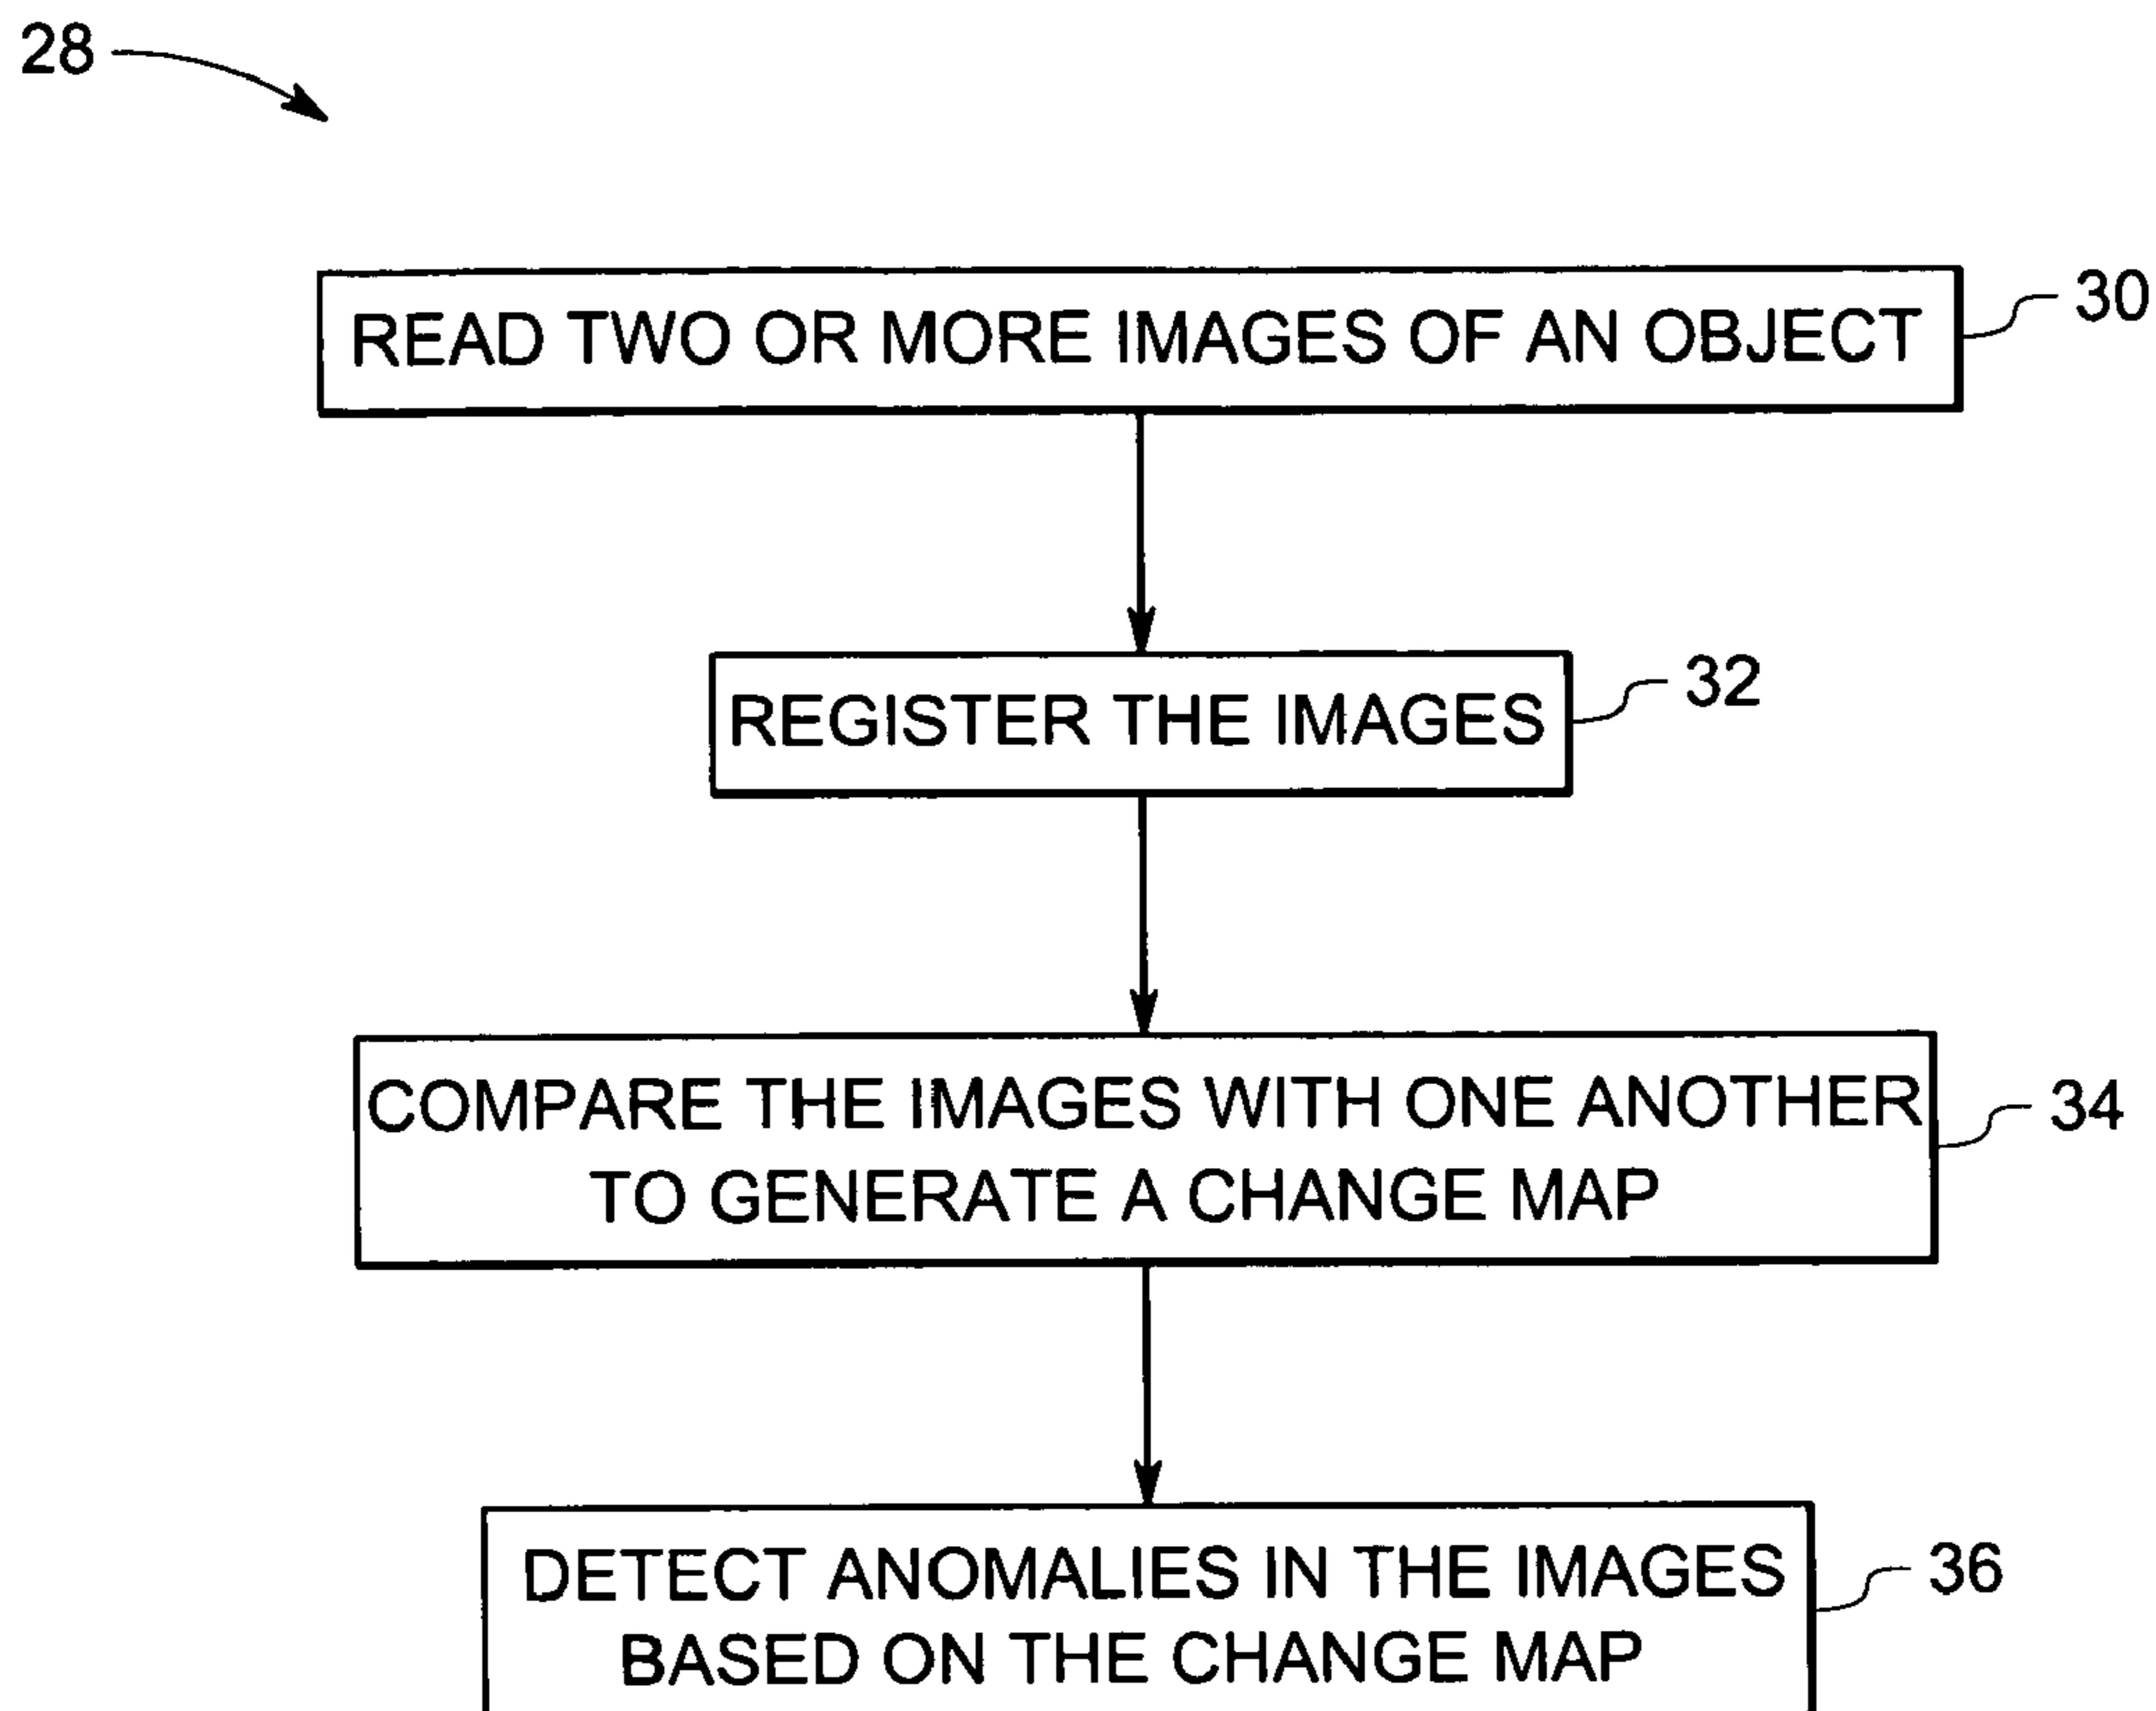 28
READ TWO OR MORE IMAGES OF AN OBJECT
30
REGISTER THE IMAGES
32
COMPARE THE IMAGES WITH ONE ANOTHER
TO GENERATE A CHANGE MAP
34
DETECT ANOMALIES IN THE IMAGES
BASED ON THE CHANGE MAP
36